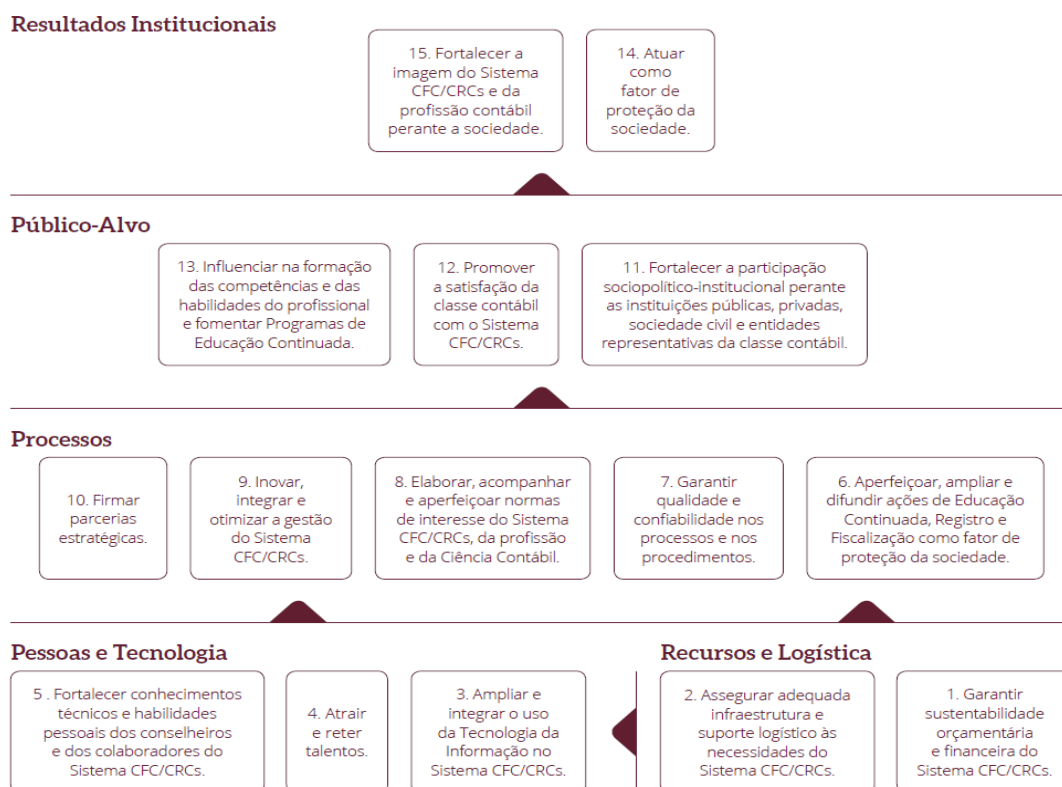 Resultados Institucionais
15. Fortalecer a
imagem do Sistema
CFC/CRCs e da
profissão contábil
perante a sociedade.
14. Atuar
como
fator de
proteção da
sociedade.
Público-Alvo
13. Influenciar na formação
das competências e das
habilidades do profissional
e fomentar Programas de
Educação Continuada.
12. Promover
a satisfação da
classe contábil
com o Sistema
CFC/CRCs.
11. Fortalecer a participação
sociopolítico-institucional perante
as instituições públicas, privadas,
sociedade civil e entidades
representativas da classe contábil.
Processos
10. Firmar
parcerias
estratégicas.
9. Inovar,
integrar e
otimizar a gestão
do Sistema
CFC/CRCs.
8. Elaborar, acompanhar
e aperfeiçoar normas
de interesse do Sistema
CFC/CRCs, da profissão
e da Ciência Contábil.
7. Garantir
qualidade e
confiabilidade nos
processos e nos
procedimentos.
6. Aperfeiçoar, ampliar e
difundir ações de Educação
Continuada, Registro e
Fiscalização como fator de
proteção da sociedade.
Pessoas e Tecnologia
5 . Fortalecer conhecimentos
técnicos e habilidades
pessoais dos conselheiros
e dos colaboradores do
Sistema CFC/CRCs.
4. Atrair
e reter
talentos.
3. Ampliar e
integrar o uso
da Tecnologia da
Informação no
Sistema CFC/CRCs.
Recursos e Logística
2. Assegurar adequada
infraestrutura e
suporte logístico às
necessidades do
Sistema CFC/CRCs.
1. Garantir
sustentabilidade
orçamentária
e financeira do
Sistema CFC/CRCs.